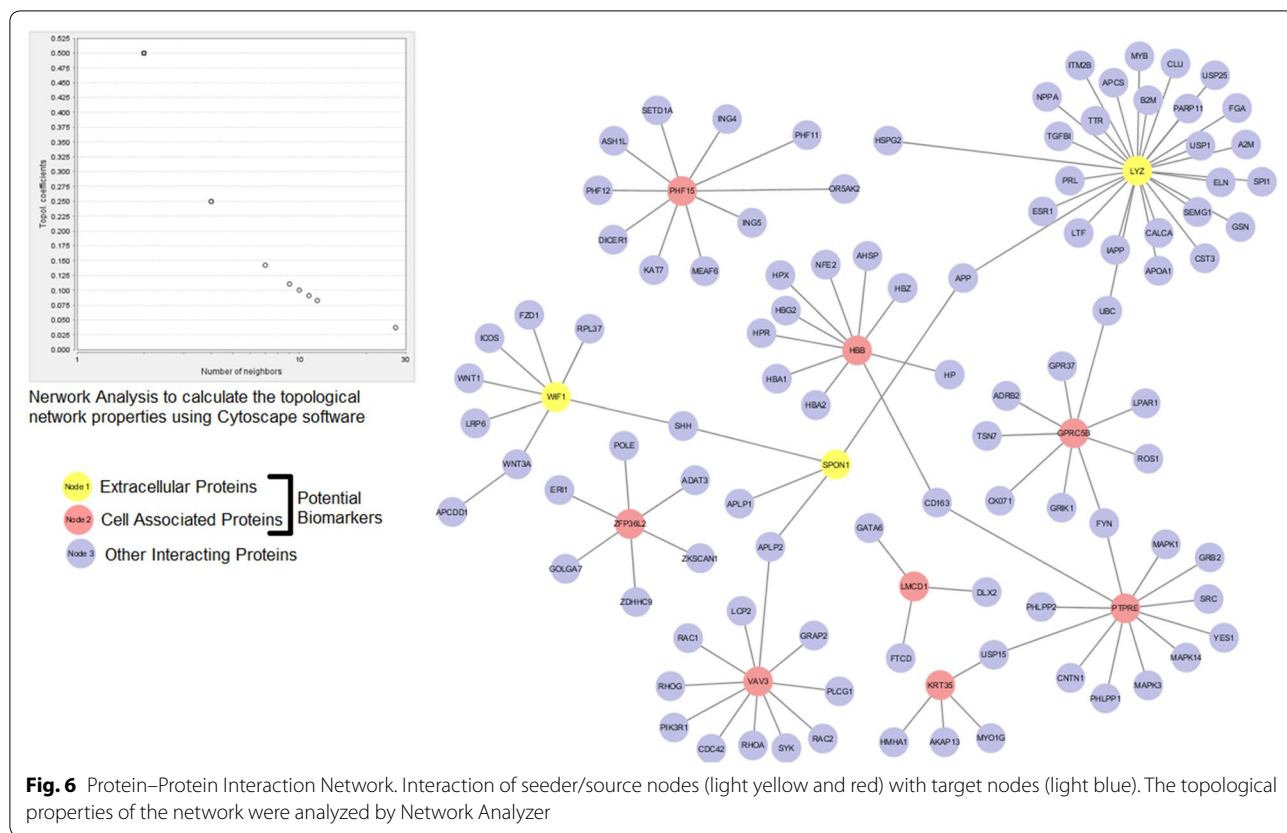 0.525
0.500
0.475
0.450
0.425
0.400
0.375
0.350
0.325
0.300
0.275
0.250
0.225
0.200
0.175
0.150
0.125
0.100
0.075
0.050
0.025
0.000
Topol. coefficients
1
10
30
Number of neighbors
Nerwork Analysis to calculate the topological
network properties using Cytoscape software
Node 1 Extracellular Proteins
Node 2 Cell Associated Proteins
Potential
Biomarkers
Node 3 Other Interacting Proteins
SETD1A
ING4
PHF11
ASH1L
PHF12
PHF15
OR5AK2
DICER1
ING5
KAT7
MEAF6
MYB
ITM2B
CLU
APCS
USP25
NPPA
B2M
PARP11
FGA
TTR
TGFBI
USP1
A2M
HSPG2
LYZ
PRL
ELN
SPI1
ESR1
SEMG1
GSN
LTF
CALCA
IAPP
CST3
APOA1
APP
UBC
AHSP
NFE2
HPX
HBZ
HBG2
HPR
HBB
HP
HBA1
HBA2
FZD1
RPL37
ICOS
WNT1
WIF1
LRP6
SHH
WNT3A
APCDD1
SPON1
APLP1
APLP2
POLE
ADAT3
ERI1
ZFP36L2
GOLGA7
ZKSCAN1
ZDHHC9
GPR37
ADRB2
LPAR1
TSN7
GPRC5B
ROS1
CK071
GRIK1
CD163
FYN
GATA6
LMCD1
DLX2
FTCD
MAPK1
GRB2
SRC
PHLPP2
PTPRE
YES1
MAPK14
CNTN1
PHLPP1
MAPK3
USP15
KRT35
HMHA1
AKAP13
MYO1G
LCP2
RAC1
GRAP2
RHOG
VAV3
PLCG1
PIK3R1
CDC42
RHOA
SYK
RAC2
Fig. 6 Protein–Protein Interaction Network. Interaction of seeder/source nodes (light yellow and red) with target nodes (light blue). The topological
properties of the network were analyzed by Network Analyzer